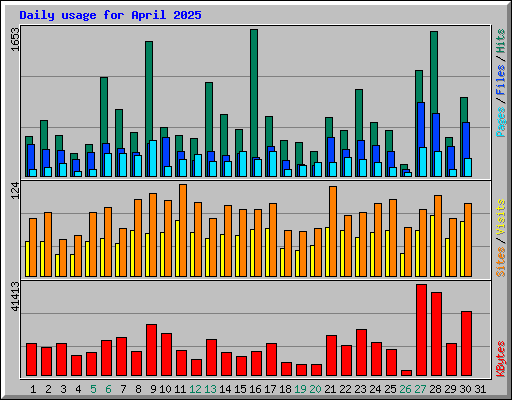 Daily usage for April 2025
1653
Pages / Files / Hits
124
Sites / Visits
41413
KBytes
1 2 3 4 5 6 7 8 9 10 11 12 13 14 15 16 17 18 19 20 21 22 23 24 25 26 27 28 29 30 31